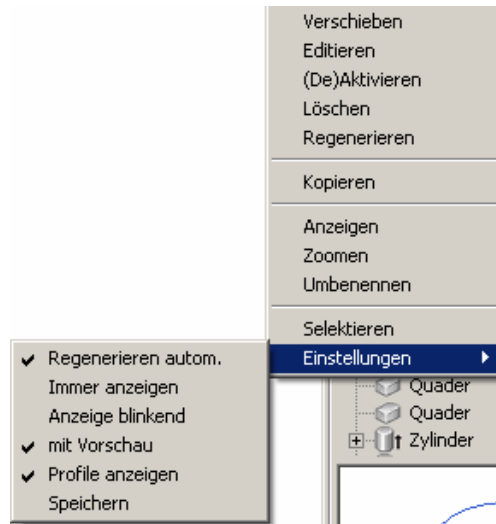 Verschieben
Editieren
(De)Aktivieren
Löschen
Regenerieren
Kopieren
Anzeigen
Zoomen
Umbenennen
Selektieren
Einstellungen
Regenerieren autom.
Immer anzeigen
Anzeige blinkend
mit Vorschau
Profile anzeigen
Speichern
Quader
Quader
Zylinder